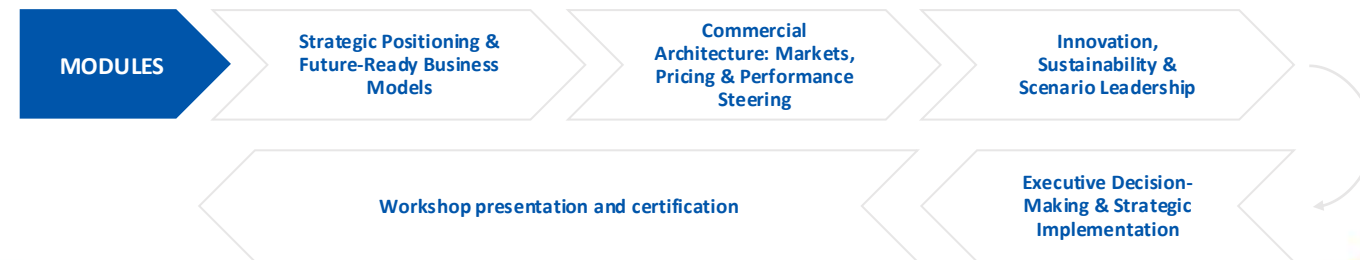 MODULES
Strategic Positioning &
Future-Ready Business
Models
Commercial
Architecture: Markets,
Pricing & Performance
Steering
Innovation,
Sustainability &
Scenario Leadership
Executive Decision-
Making & Strategic
Implementation
Workshop presentation and certification